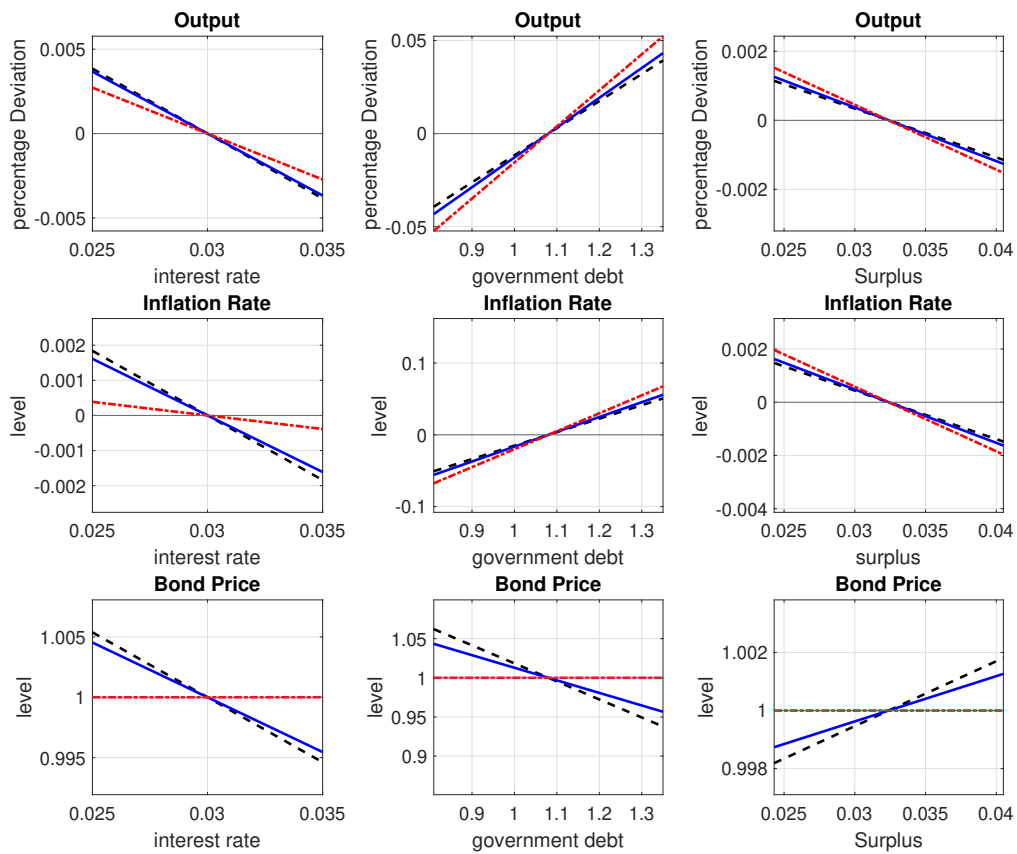 Output
0.005
0
-0.005
percentage Deviation
0.025 0.03 0.035
interest rate
Output
0.05
0
-0.05
percentage Deviation
0.9 1 1.1 1.2 1.3
government debt
Output
0.002
0
-0.002
percentage Deviation
0.025 0.03 0.035 0.04
Surplus
Inflation Rate
0.002
0.001
0
-0.001
-0.002
level
0.025 0.03 0.035
interest rate
Inflation Rate
0.1
0
-0.1
level
0.9 1 1.1 1.2 1.3
government debt
Inflation Rate
0.002
0
-0.002
-0.004
level
0.025 0.03 0.035 0.04
surplus
Bond Price
1.005
1
0.995
level
0.025 0.03 0.035
interest rate
Bond Price
1.05
1
0.95
0.9
level
0.9 1 1.1 1.2 1.3
government debt
Bond Price
1.002
1
0.998
level
0.025 0.03 0.035 0.04
Surplus